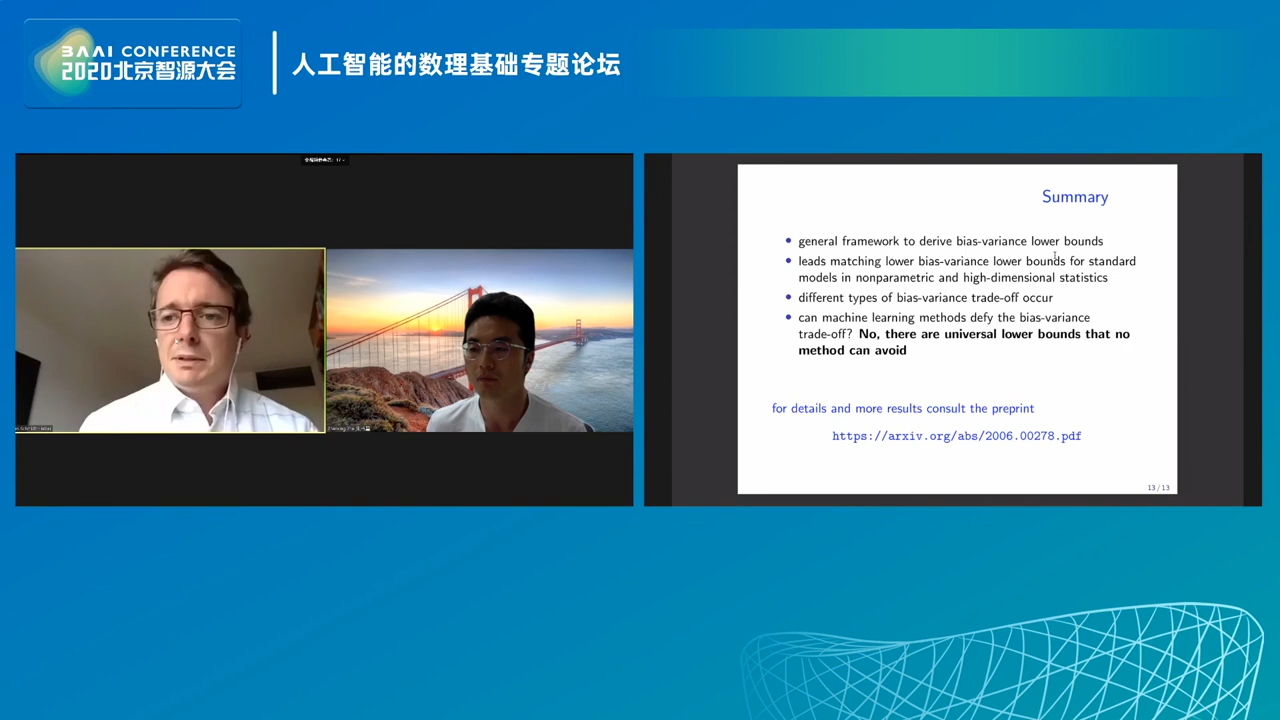 BAAI CONFERENCE
2020北京智源大会
人工智能的数理基础专题论坛
Summary
general framework to derive bias-variance lower bounds
leads matching lower bias-variance lower bounds for standard
models in nonparametric and high-dimensional statistics
different types of bias-variance trade-off occur
can machine learning methods defy the bias-variance
trade-off? No, there are universal lower bounds that no
method can avoid
for details and more results consult the preprint
https://arxiv.org/abs/2006.00278.pdf
13/13